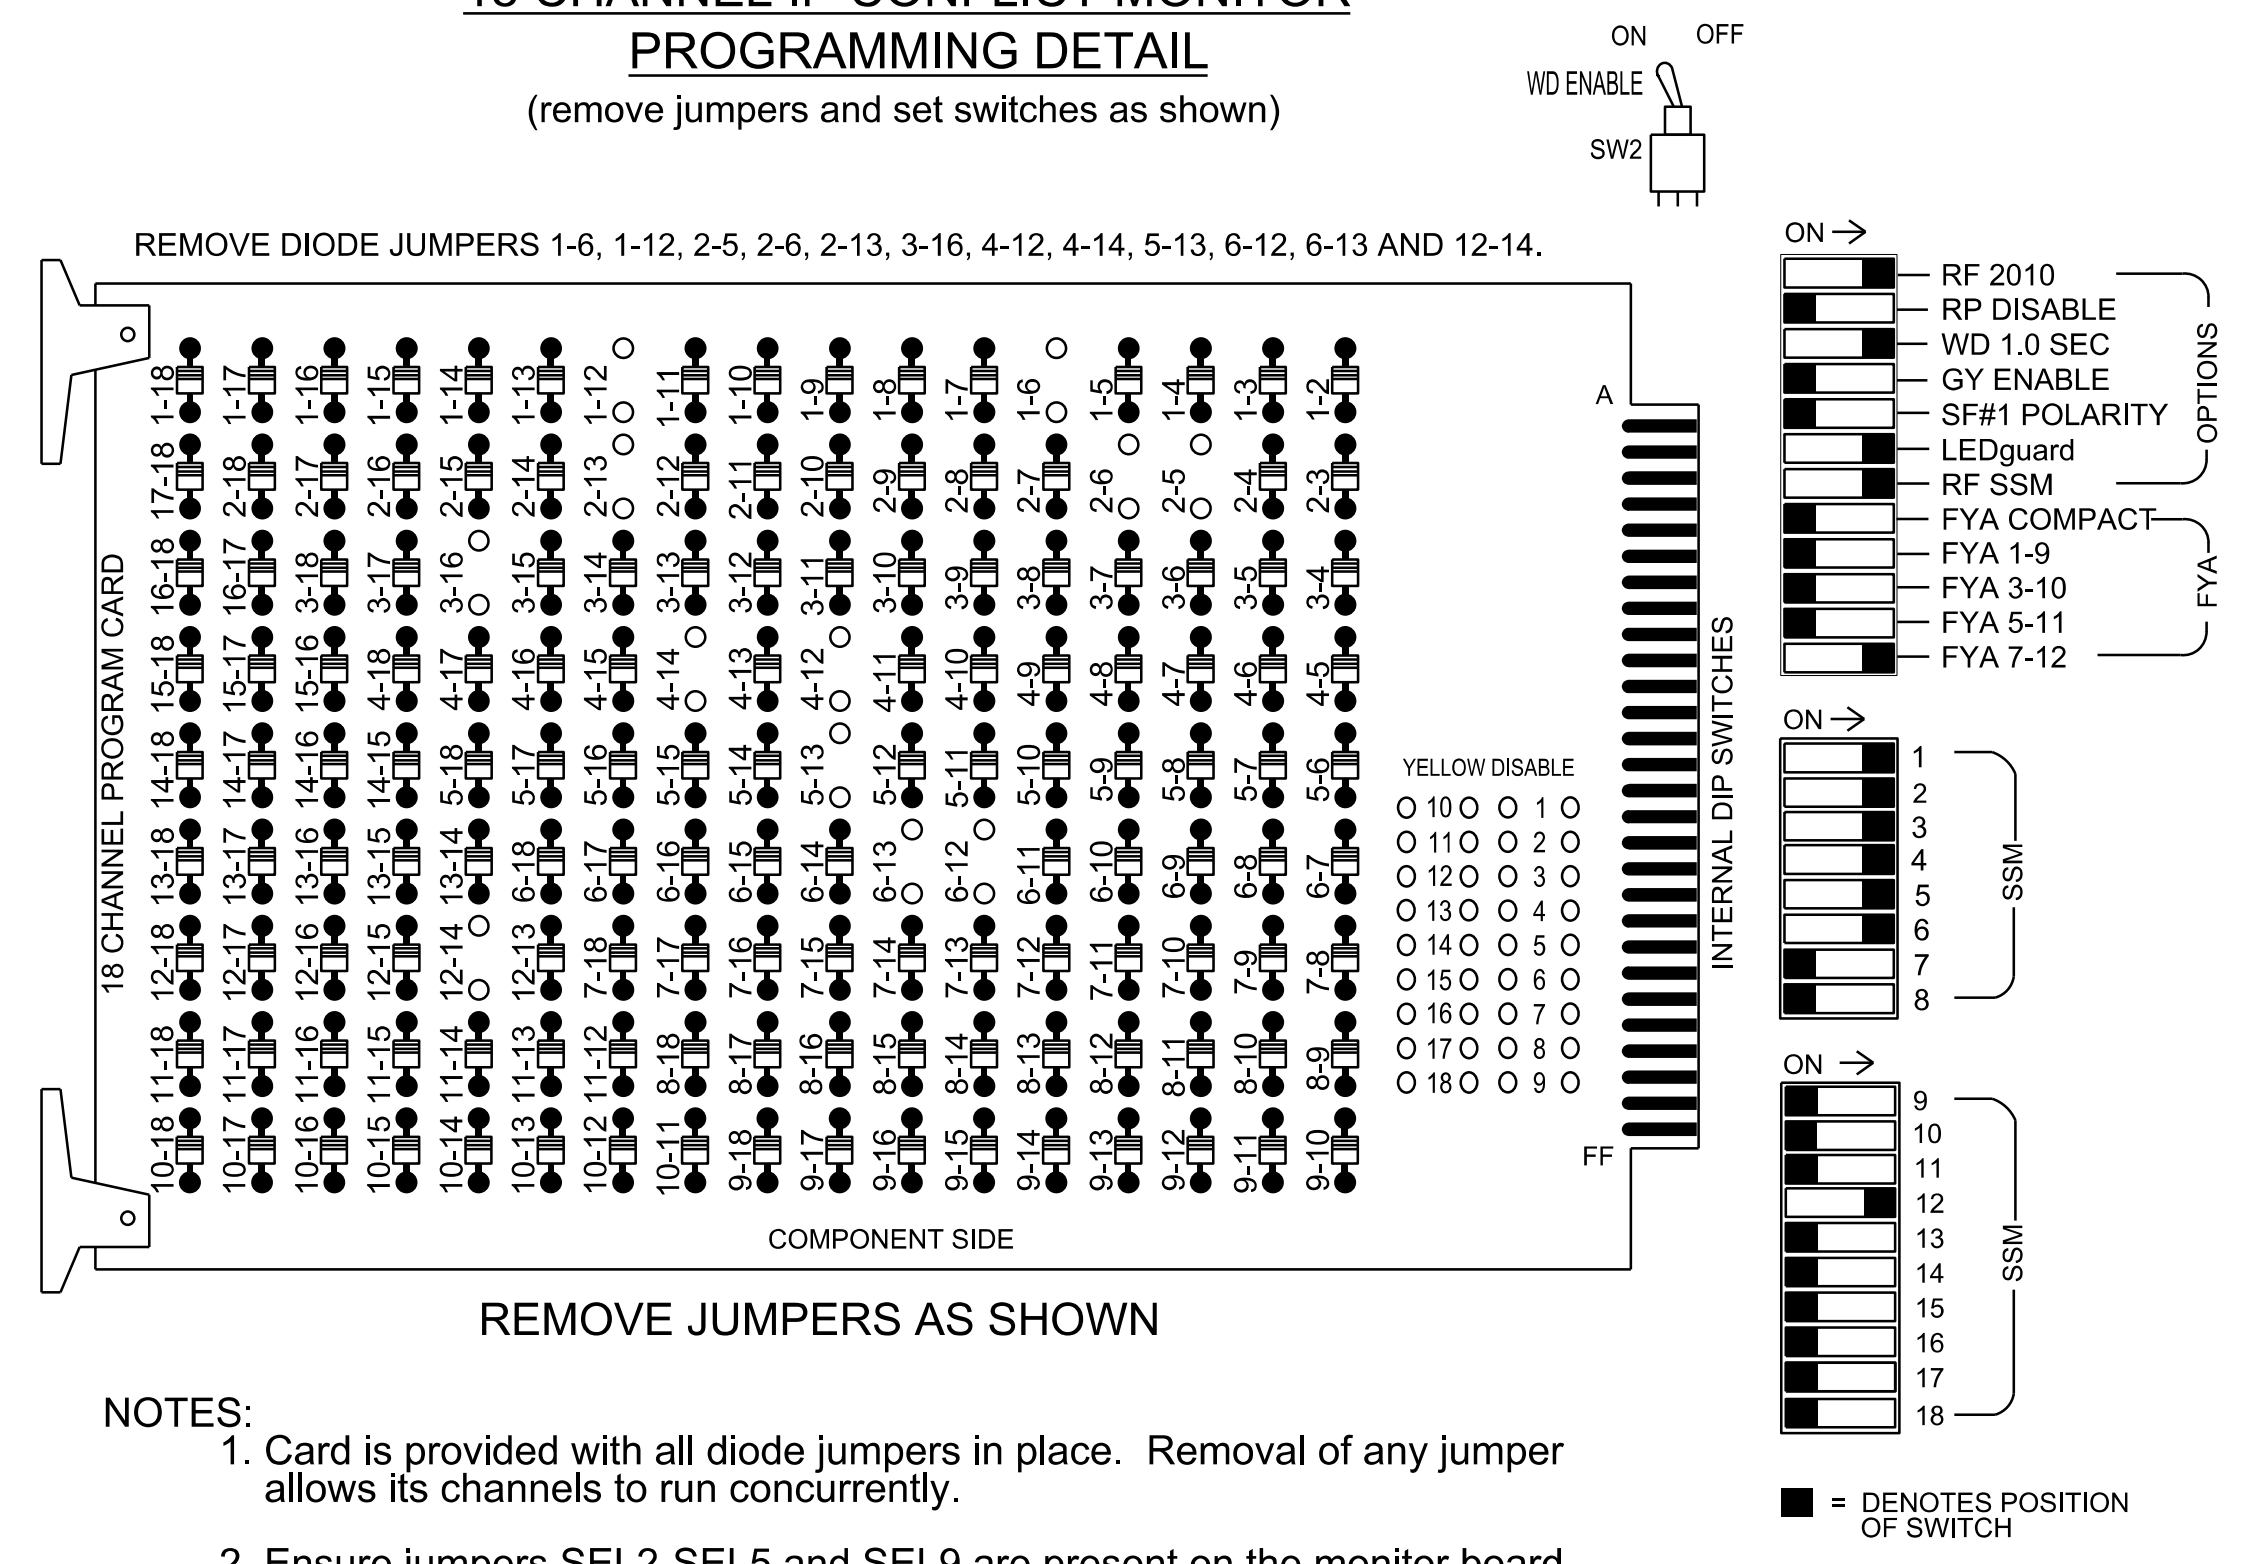 18 CHANNEL IP CONFLICT MONITOR
PROGRAMMING DETAIL
(remove jumpers and set switches as shown)
ON OFF
WD ENABLE
SW2
REMOVE DIODE JUMPERS 1-6, 1-12, 2-5, 2-6, 2-13, 3-16, 4-12, 4-14, 5-13, 6-12, 6-13 AND 12-14.
18 CHANNEL PROGRAM CARD
1-18 1-17 1-16 1-15 1-14 1-13 1-12 1-11 1-10 1-9 1-8 1-7 1-6 1-5 1-4 1-3 1-2
17-18 2-18 2-17 2-16 2-15 2-14 2-13 2-12 2-11 2-10 2-9 2-8 2-7 2-6 2-5 2-4 2-3
16-18 16-17 3-18 3-17 3-16 3-15 3-14 3-13 3-12 3-11 3-10 3-9 3-8 3-7 3-6 3-5 3-4
15-18 15-17 15-16 4-18 4-17 4-16 4-15 4-14 4-13 4-12 4-11 4-10 4-9 4-8 4-7 4-6 4-5
14-18 14-17 14-16 14-15 5-18 5-17 5-16 5-15 5-14 5-13 5-12 5-11 5-10 5-9 5-8 5-7 5-6
13-18 13-17 13-16 13-15 13-14 6-18 6-17 6-16 6-15 6-14 6-13 6-12 6-11 6-10 6-9 6-8 6-7
12-18 12-17 12-16 12-15 12-14 12-13 7-18 7-17 7-16 7-15 7-14 7-13 7-12 7-11 7-10 7-9 7-8
11-18 11-17 11-16 11-15 11-14 11-13 11-12 8-18 8-17 8-16 8-15 8-14 8-13 8-12 8-11 8-10 8-9
10-18 10-17 10-16 10-15 10-14 10-13 10-12 10-11 9-18 9-17 9-16 9-15 9-14 9-13 9-12 9-11 9-10
YELLOW DISABLE
10 1
11 2
12 3
13 4
14 5
15 6
16 7
17 8
18 9
A
FF
COMPONENT SIDE
INTERNAL DIP SWITCHES
ON
RF 2010
RP DISABLE
WD 1.0 SEC
GY ENABLE
SF#1 POLARITY
LEDguard
RF SSM
OPTIONS
FYA COMPACT
FYA 1-9
FYA 3-10
FYA 5-11
FYA 7-12
FYA
ON
1
2
3
4
5
6
7
8
SSM
ON
9
10
11
12
13
14
15
16
17
18
SSM
= DENOTES POSITION
OF SWITCH
REMOVE JUMPERS AS SHOWN
NOTES:
1. Card is provided with all diode jumpers in place. Removal of any jumper
allows its channels to run concurrently.
2. Ensure jumpers SEL2-SEL5 and SEL9 are present on the monitor board.